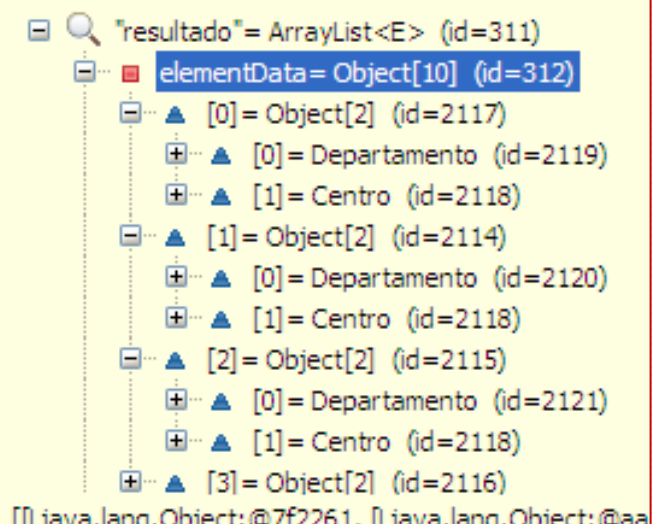 "resultado"= ArrayList<E> (id=311)
elementData= Object[10] (id=312)
[0]= Object[2] (id=2117)
[0]= Departamento (id=2119)
[1]= Centro (id=2118)
[1]= Object[2] (id=2114)
[0]= Departamento (id=2120)
[1]= Centro (id=2118)
[2]= Object[2] (id=2115)
[0]= Departamento (id=2121)
[1]= Centro (id=2118)
[3]= Object[2] (id=2116)
[[Ljava.lang.Object;@7f2261, [Ljava.lang.Object;@aa